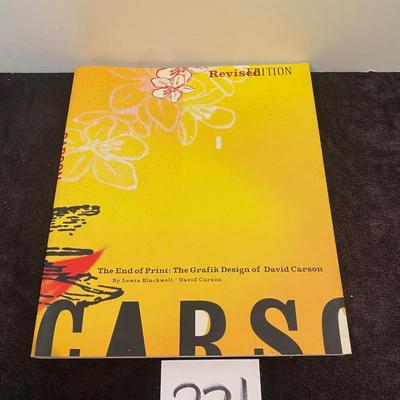 Revised EDITION
CARSON
The End of Print: The Grafik Design of David Carson
By Lewis Blackwell · David Carson
CARSO
221